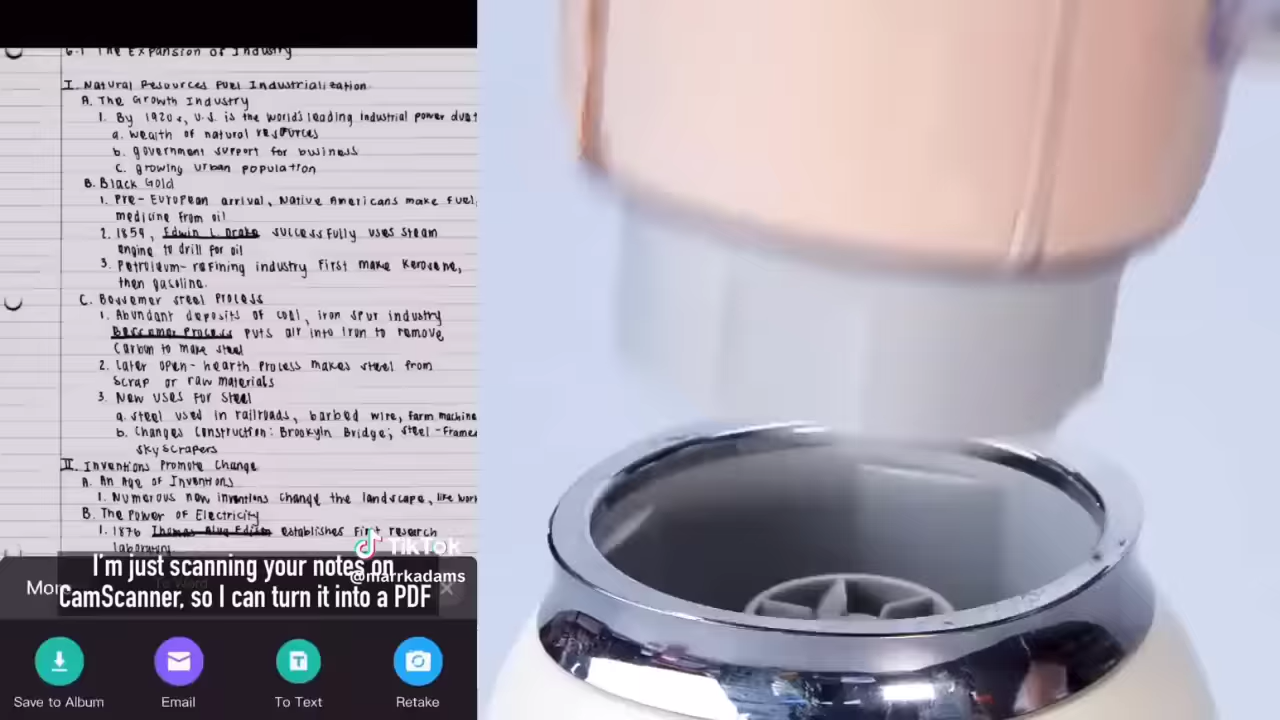 6.1 The Expansion of Industry
I. Natural Resources Fuel Industrialization
A. The Growth Industry
1. By 1920s, U.S. is the world's leading industrial power due t
a. wealth of natural resources
b. government support for business
c. growing urban population
B. Black Gold
1. Pre-European arrival, Native Americans make fuel,
medicine from oil
2. 1859, Edwin L. Drake successfully uses steam
engine to drill for oil
3. Petroleum-refining industry first make Kerosene,
then gasoline.
C. Bessemer Steel Process
1. Abundant deposits of coal, iron spur industry
Bessemer Process puts air into iron to remove
Carbon to make steel
2. Later open-hearth process makes steel from
scrap or raw materials
3. New uses for Steel
a. steel used in railroads, barbed wire, farm machine
b. Changes Construction: Brooklyn Bridge; steel-frame
skyscrapers
II. Inventions Promote Change
A. An Age of Inventions
1. Numerous new inventions change the landscape, like
B. The Power of Electricity
1. 1876 Thomas Alva Edison establishes first research
laboratory
TikTok
@marrkadams
I'm just scanning your notes on
CamScanner, so I can turn it into a PDF
More
Save to Album
Email
To Text
Retake